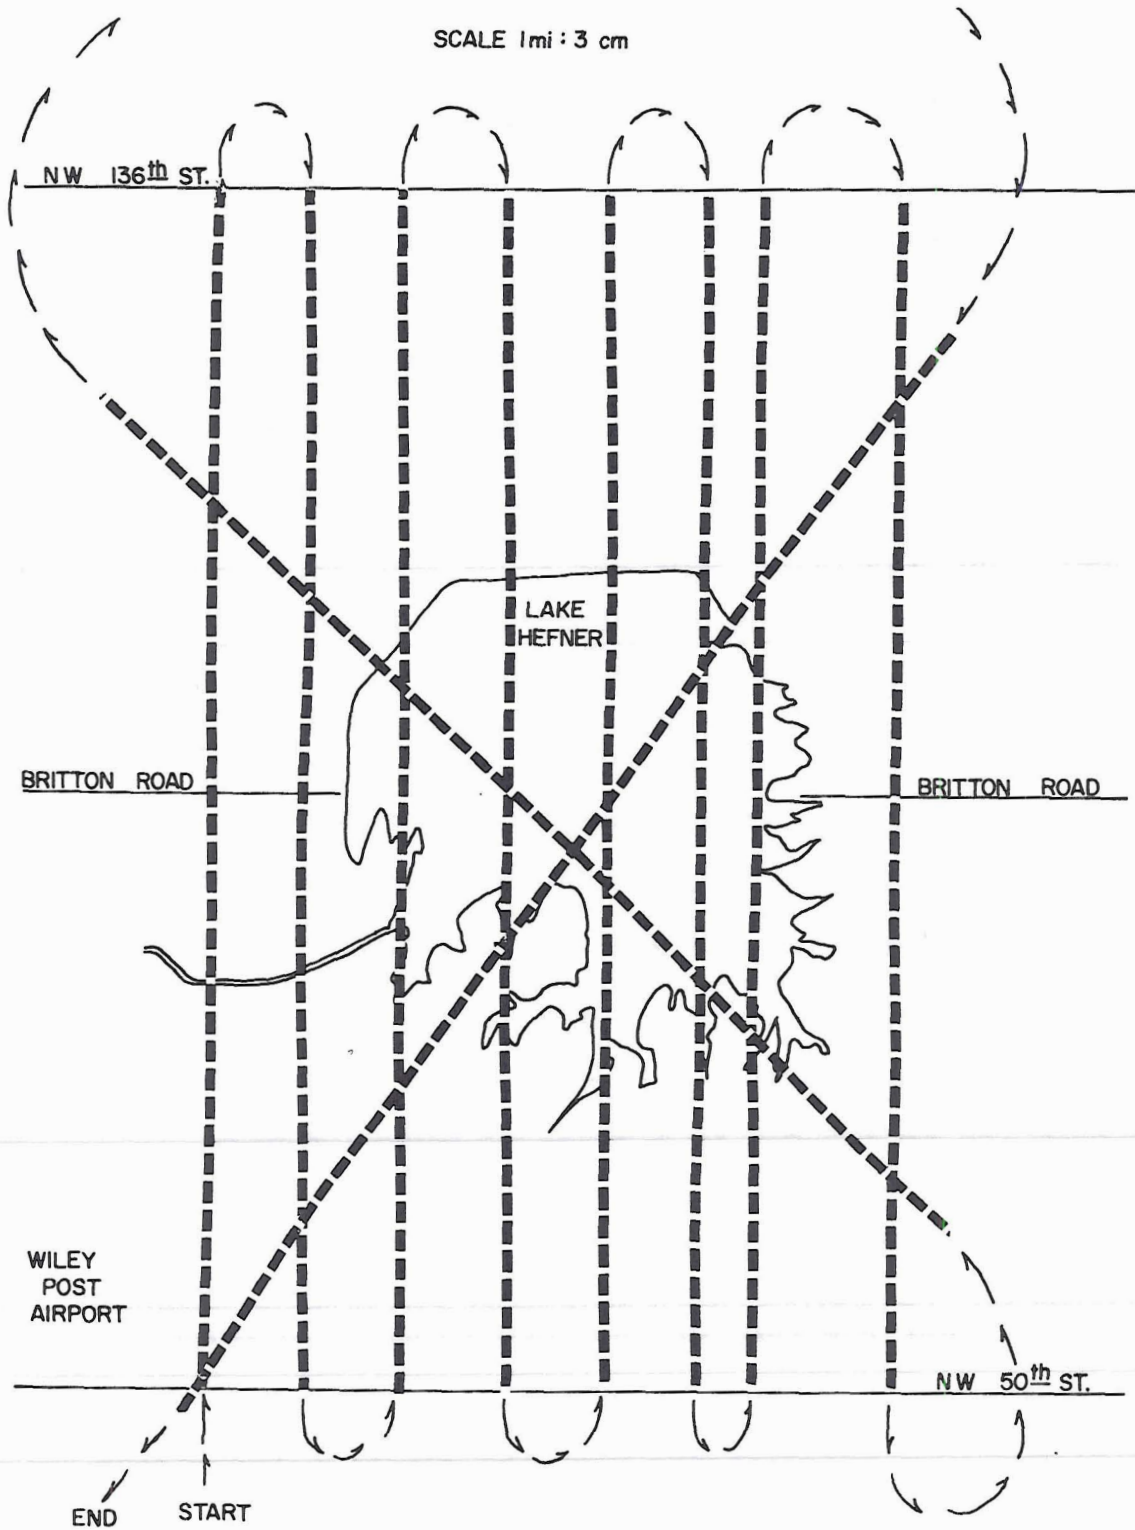 SCALE 1mi : 3 cm
NW 136th ST.
LAKE
HEFNER
BRITTON ROAD
BRITTON ROAD
WILEY
POST
AIRPORT
NW 50th ST.
END
START